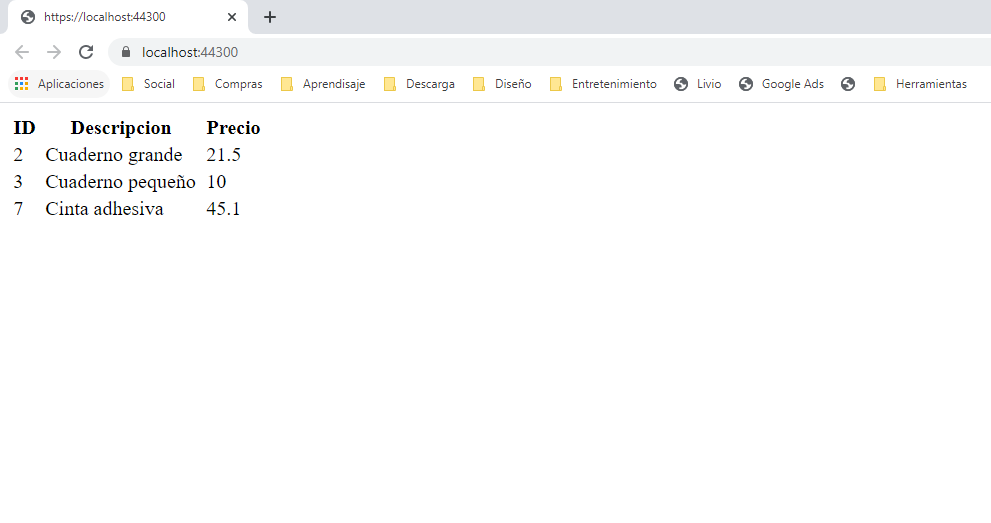 https://localhost:44300
localhost:44300
Aplicaciones Social Compras Aprendisaje Descarga Diseño Entretenimiento Livio Google Ads Herramientas
ID Descripcion Precio
2 Cuaderno grande 21.5
3 Cuaderno pequeño 10
7 Cinta adhesiva 45.1